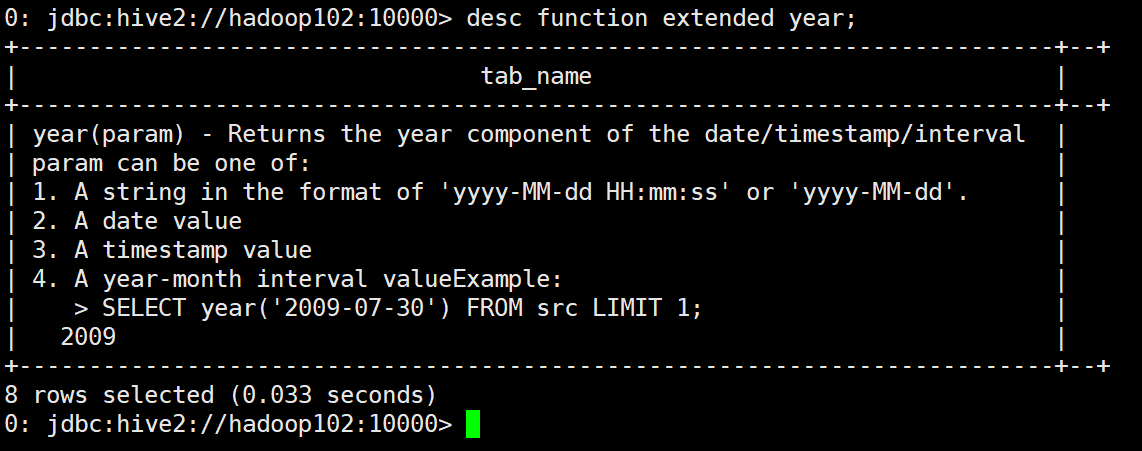 0: jdbc:hive2://hadoop102:10000> desc function extended year;
+--------------------------------------------------------------------------+--+
|                                 tab_name                                 |
+--------------------------------------------------------------------------+--+
| year(param) - Returns the year component of the date/timestamp/interval  |
| param can be one of:                                                     |
| 1. A string in the format of 'yyyy-MM-dd HH:mm:ss' or 'yyyy-MM-dd'.      |
| 2. A date value                                                          |
| 3. A timestamp value                                                     |
| 4. A year-month interval valueExample:                                   |
|    > SELECT year('2009-07-30') FROM src LIMIT 1;                         |
|   2009                                                                   |
+--------------------------------------------------------------------------+--+
8 rows selected (0.033 seconds)
0: jdbc:hive2://hadoop102:10000>